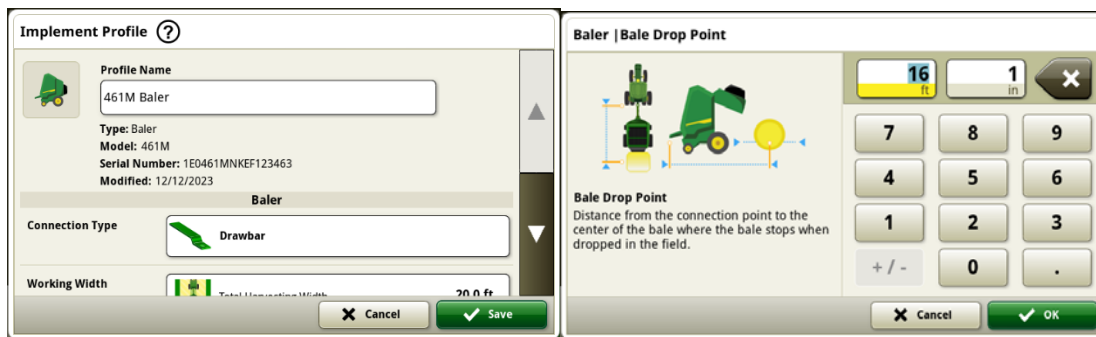 Implement Profile ?
Profile Name
461M Baler
Type: Baler
Model: 461M
Serial Number: 1E0461MNKEF123463
Modified: 12/12/2023
Baler
Connection Type
Drawbar
Working Width
Total Harvesting Width 20.0 ft
Cancel
Save
Baler |Bale Drop Point
16
ft
1
in
Bale Drop Point
Distance from the connection point to the
center of the bale where the bale stops when
dropped in the field.
7 8 9
4 5 6
1 2 3
+ / - 0 .
Cancel
OK